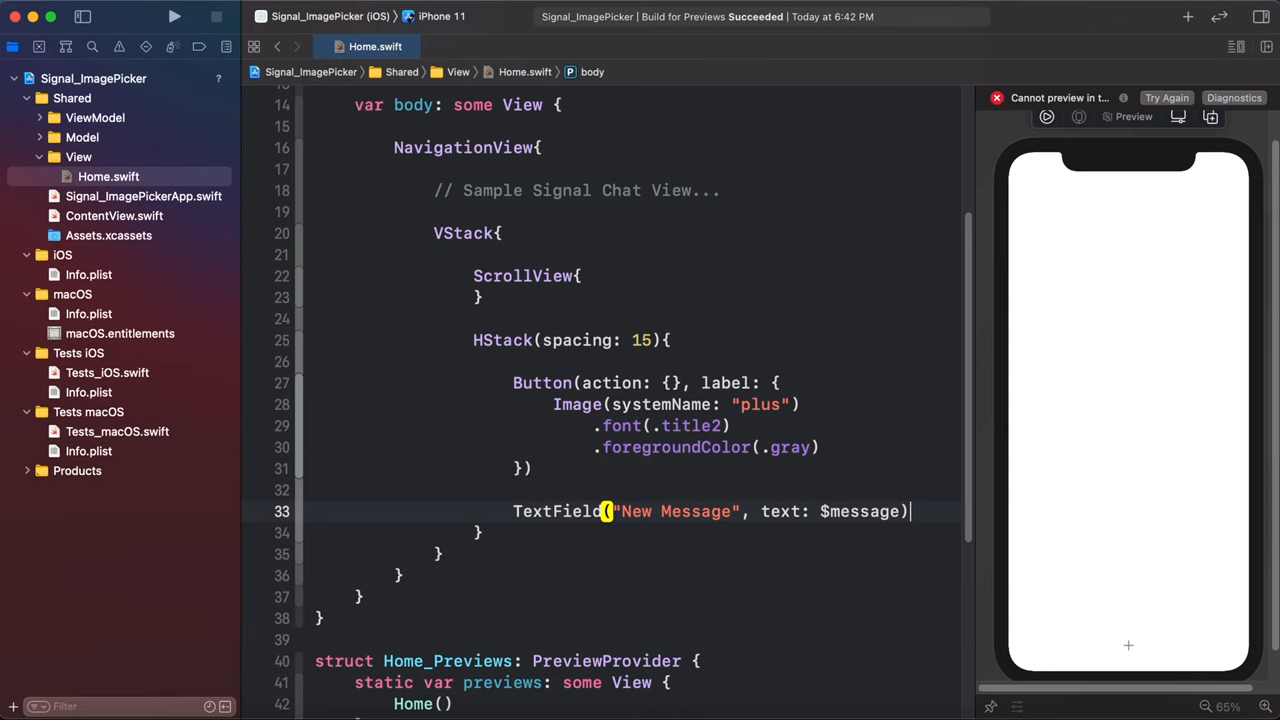 Signal_ImagePicker (iOS) 〉 iPhone 11
Signal_ImagePicker | Build for Previews Succeeded | Today at 6:42 PM
Home.swift
Signal_ImagePicker 〉 Shared 〉 View 〉 Home.swift 〉 P body
Signal_ImagePicker ?
Shared
ViewModel
Model
View
Home.swift
Signal_ImagePickerApp.swift
ContentView.swift
Assets.xcassets
iOS
Info.plist
macOS
Info.plist
macOS.entitlements
Tests iOS
Tests_iOS.swift
Info.plist
Tests macOS
Tests_macOS.swift
Info.plist
Products
Filter
13
14 var body: some View {
15
16 NavigationView{
17
18 // Sample Signal Chat View...
19
20 VStack{
21
22 ScrollView{
23 }
24
25 HStack(spacing: 15){
26
27 Button(action: {}, label: {
28 Image(systemName: "plus")
29 .font(.title2)
30 .foregroundColor(.gray)
31 })
32
33 TextField("New Message", text: $message)
34 }
35 }
36 }
37 }
38 }
39
40 struct Home_Previews: PreviewProvider {
41 static var previews: some View {
42 Home()
Cannot preview in t... Try Again Diagnostics
Preview
65%